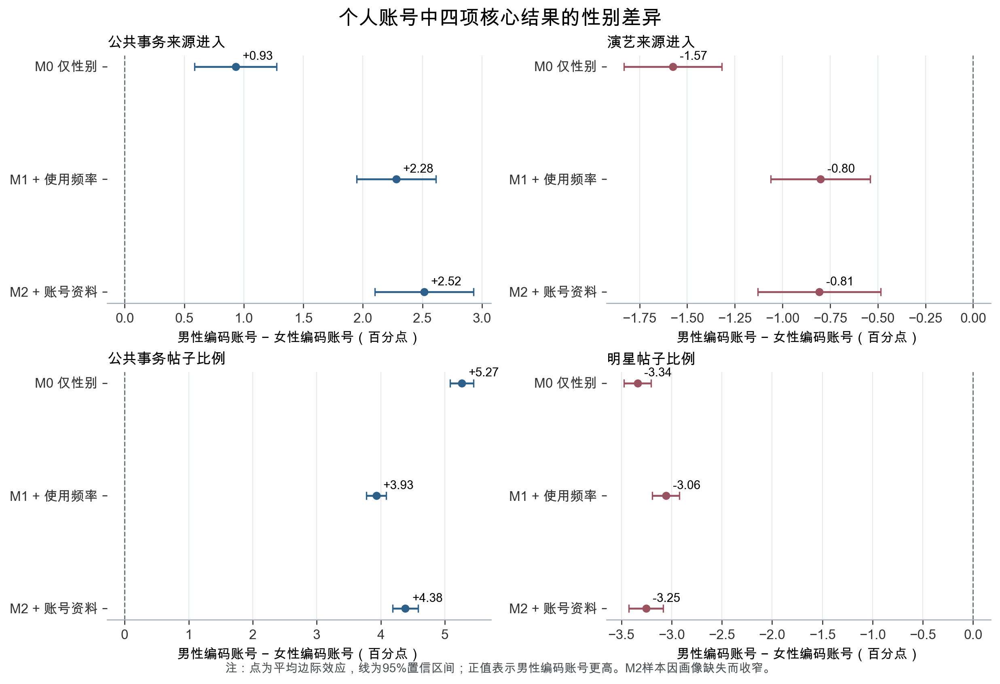 个人账号中四项核心结果的性别差异
公共事务来源进入
M0 仅性别
+0.93
M1 + 使用频率
+2.28
M2 + 账号资料
+2.52
0.0 0.5 1.0 1.5 2.0 2.5 3.0
男性编码账号 − 女性编码账号（百分点）
演艺来源进入
M0 仅性别
-1.57
M1 + 使用频率
-0.80
M2 + 账号资料
-0.81
−1.75 −1.50 −1.25 −1.00 −0.75 −0.50 −0.25 0.00
男性编码账号 − 女性编码账号（百分点）
公共事务帖子比例
M0 仅性别
+5.27
M1 + 使用频率
+3.93
M2 + 账号资料
+4.38
0 1 2 3 4 5
男性编码账号 − 女性编码账号（百分点）
明星帖子比例
M0 仅性别
-3.34
M1 + 使用频率
-3.06
M2 + 账号资料
-3.25
−3.5 −3.0 −2.5 −2.0 −1.5 −1.0 −0.5 0.0
男性编码账号 − 女性编码账号（百分点）
注：点为平均边际效应，线为95%置信区间；正值表示男性编码账号更高。M2样本因画像缺失而收窄。